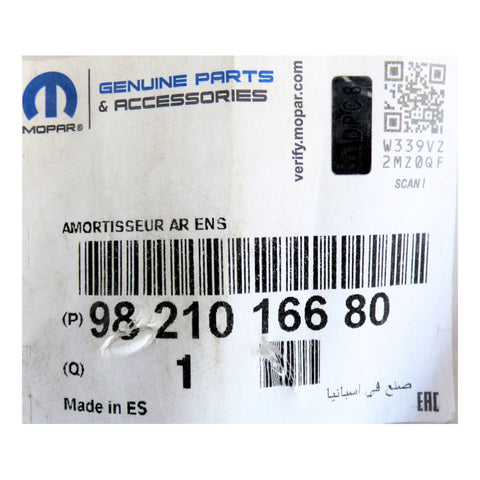 MOPAR®
GENUINE PARTS
& ACCESSORIES
verify.mopar.com
W339VZ
2MZ0QF
SCAN!
AMORTISSEUR AR ENS
(P) 98 210 166 80
(Q) 1
Made in ES
صنع في اسبانيا
EAC